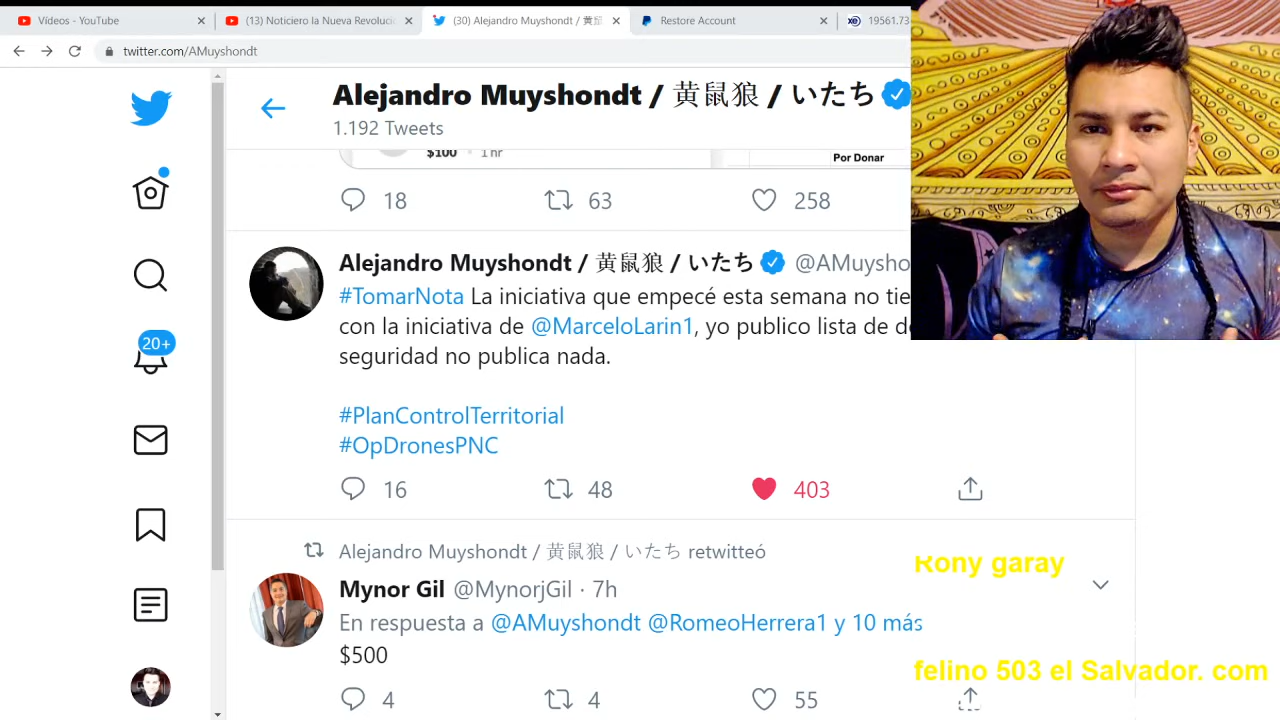 Vídeos - YouTube
(13) Noticiero la Nueva Revoluci
(30) Alejandro Muyshondt / 黄鼠
Restore Account
19561.73
twitter.com/AMuyshondt
Alejandro Muyshondt / 黄鼠狼 / いたち
1.192 Tweets
$100 · 1 hr
Por Donar
18
63
258
Alejandro Muyshondt / 黄鼠狼 / いたち @AMuysho
#TomarNota La iniciativa que empecé esta semana no tie
con la iniciativa de @MarceloLarin1, yo publico lista de d
seguridad no publica nada.
#PlanControlTerritorial
#OpDronesPNC
20+
16
48
403
Alejandro Muyshondt / 黄鼠狼 / いたち retwitteó
Rony garay
Mynor Gil @MynorjGil · 7h
En respuesta a @AMuyshondt @RomeoHerrera1 y 10 más
$500
felino 503 el Salvador. com
4
4
55